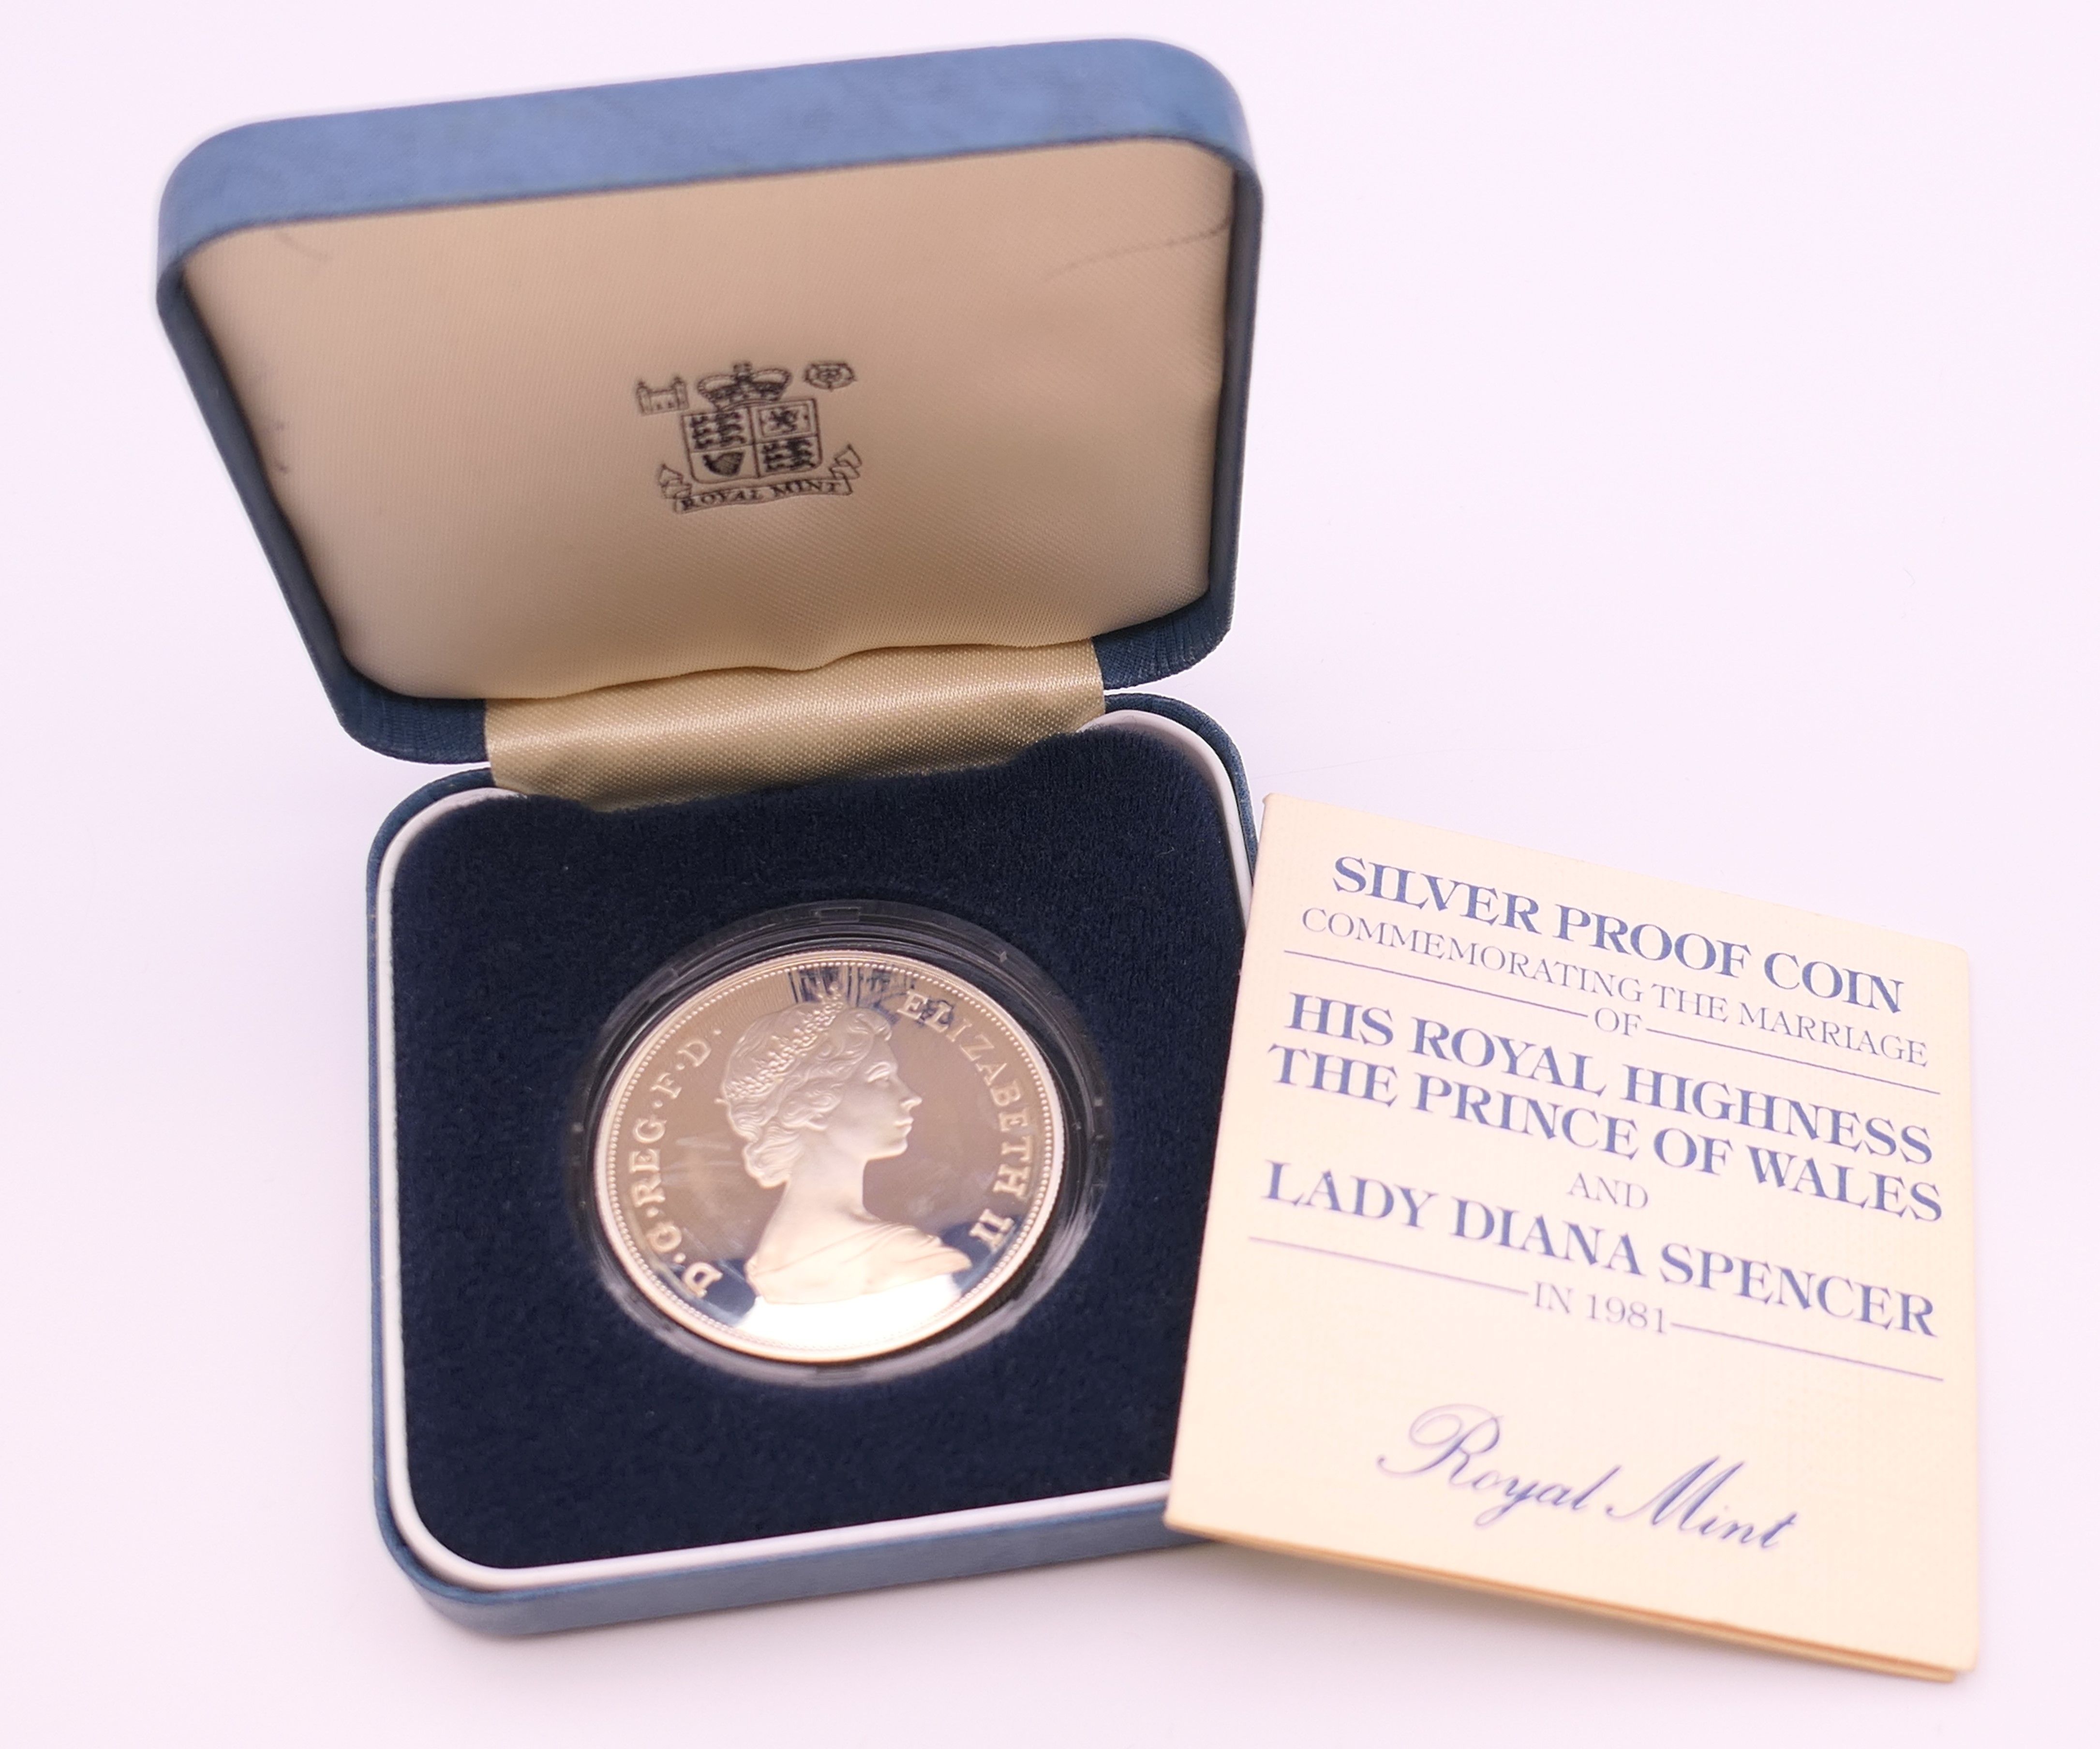 ROYAL MINT
D·G·REG·F·D· ELIZABETH II
SILVER PROOF COIN
COMMEMORATING THE MARRIAGE
OF
HIS ROYAL HIGHNESS
THE PRINCE OF WALES
AND
LADY DIANA SPENCER
IN 1981
Royal Mint